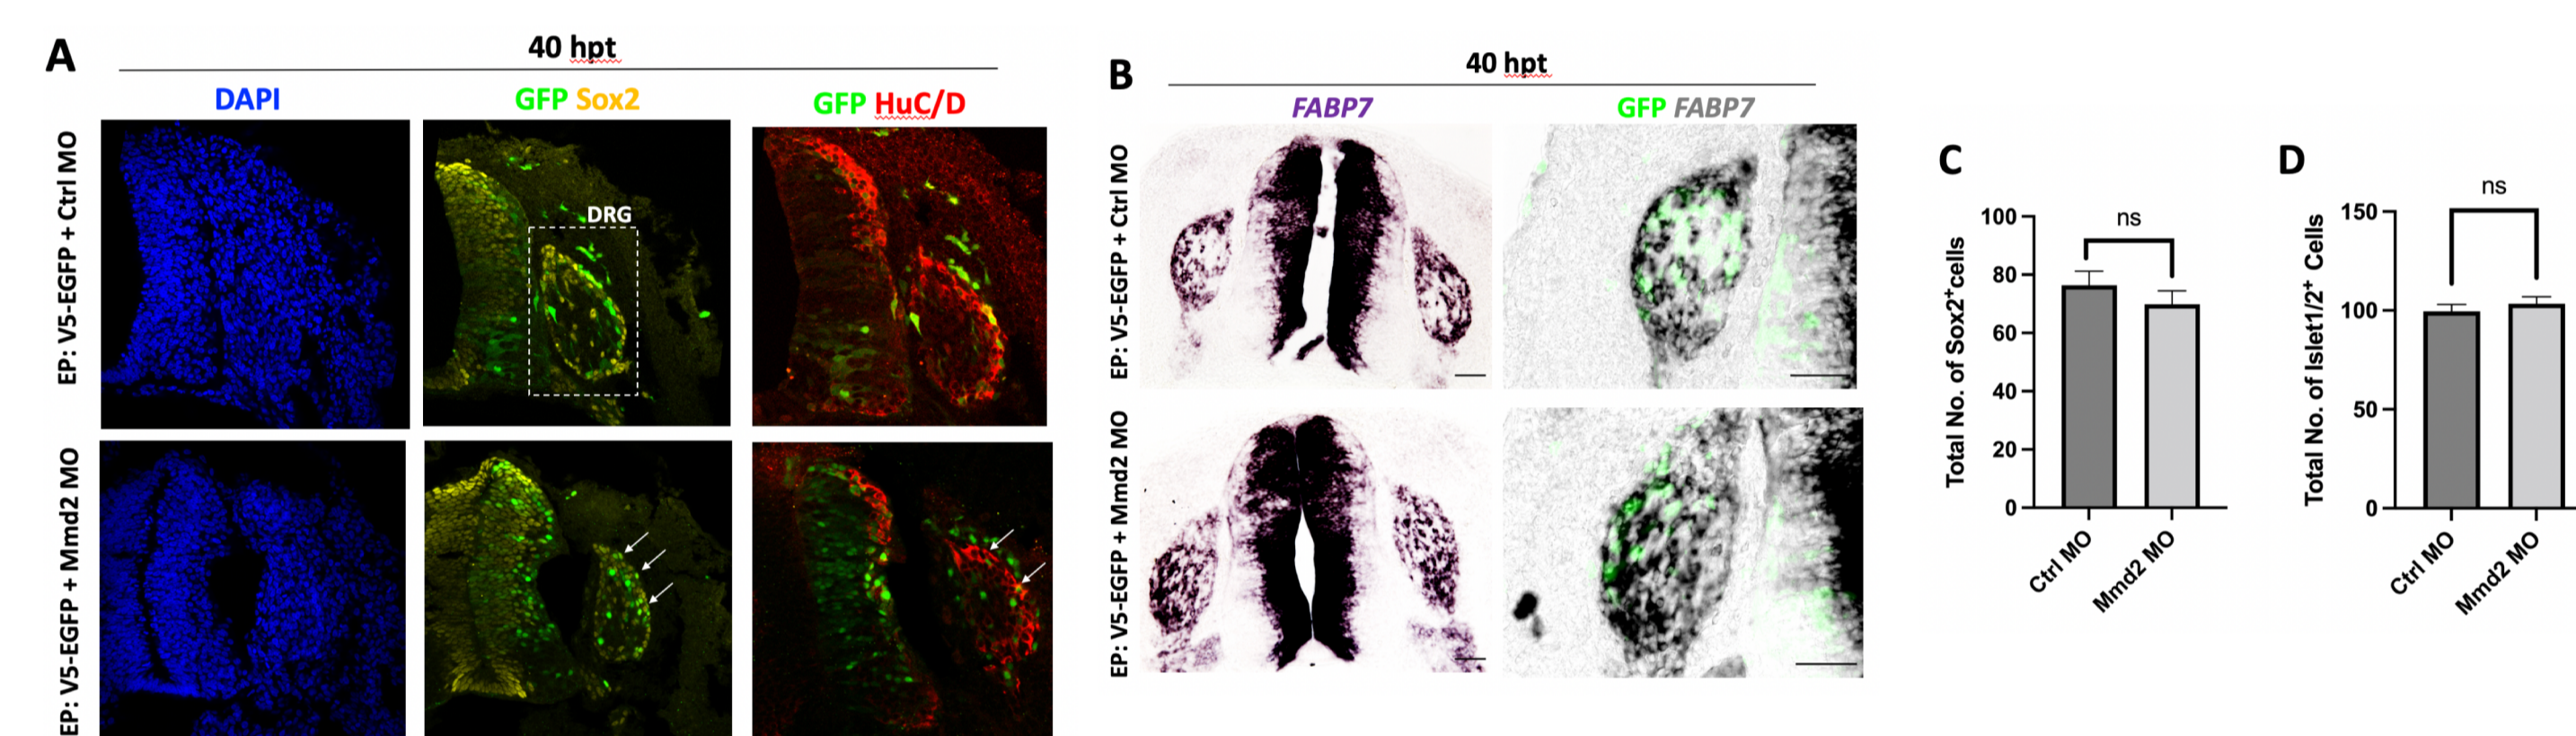 A
40 hpt
DAPI
GFP Sox2
GFP HuC/D
EP: V5-EGFP + Ctrl MO
DRG
EP: V5-EGFP + Mmd2 MO
B
40 hpt
FABP7
GFP FABP7
EP: V5-EGFP + Ctrl MO
EP: V5-EGFP + Mmd2 MO
C
Total No. of Sox2⁺cells
100
80
60
40
20
0
ns
Ctrl MO
Mmd2 MO
D
Total No. of Islet1/2⁺ Cells
150
100
50
0
ns
Ctrl MO
Mmd2 MO